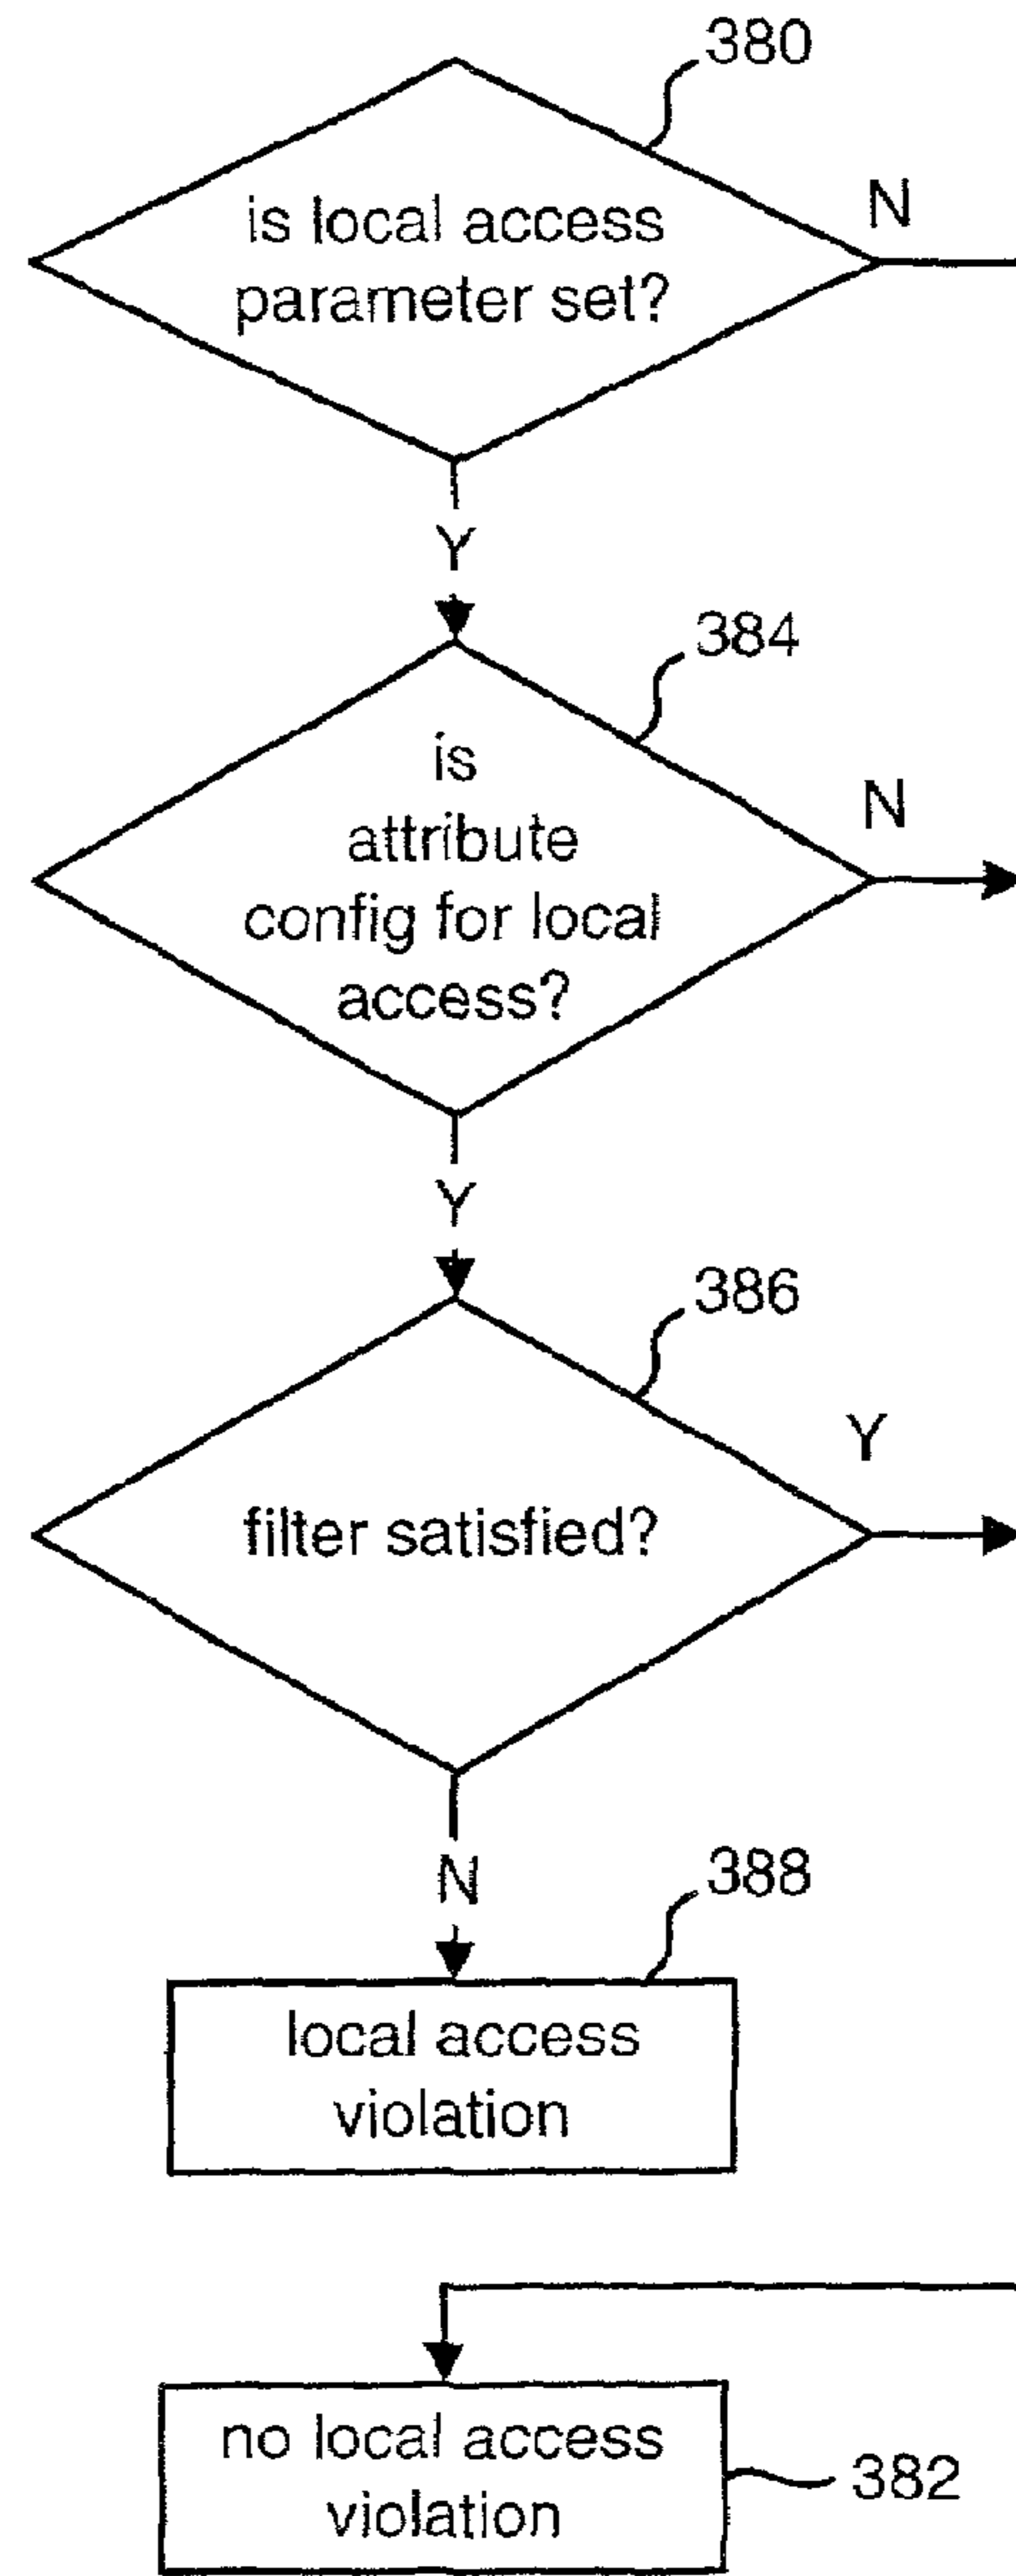 380
is local access
parameter set?
N
Y
384
is
attribute
config for local
access?
N
Y
386
filter satisfied?
Y
N
388
local access
violation
no local access
violation
382